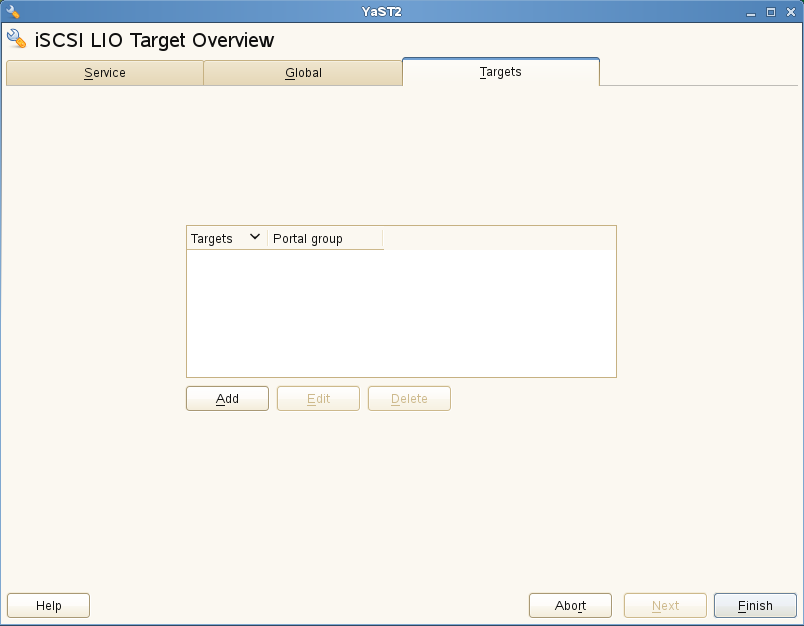 YaST2
iSCSI LIO Target Overview
Service Global Targets
Targets Portal group
Add Edit Delete
Help Abort Next Finish